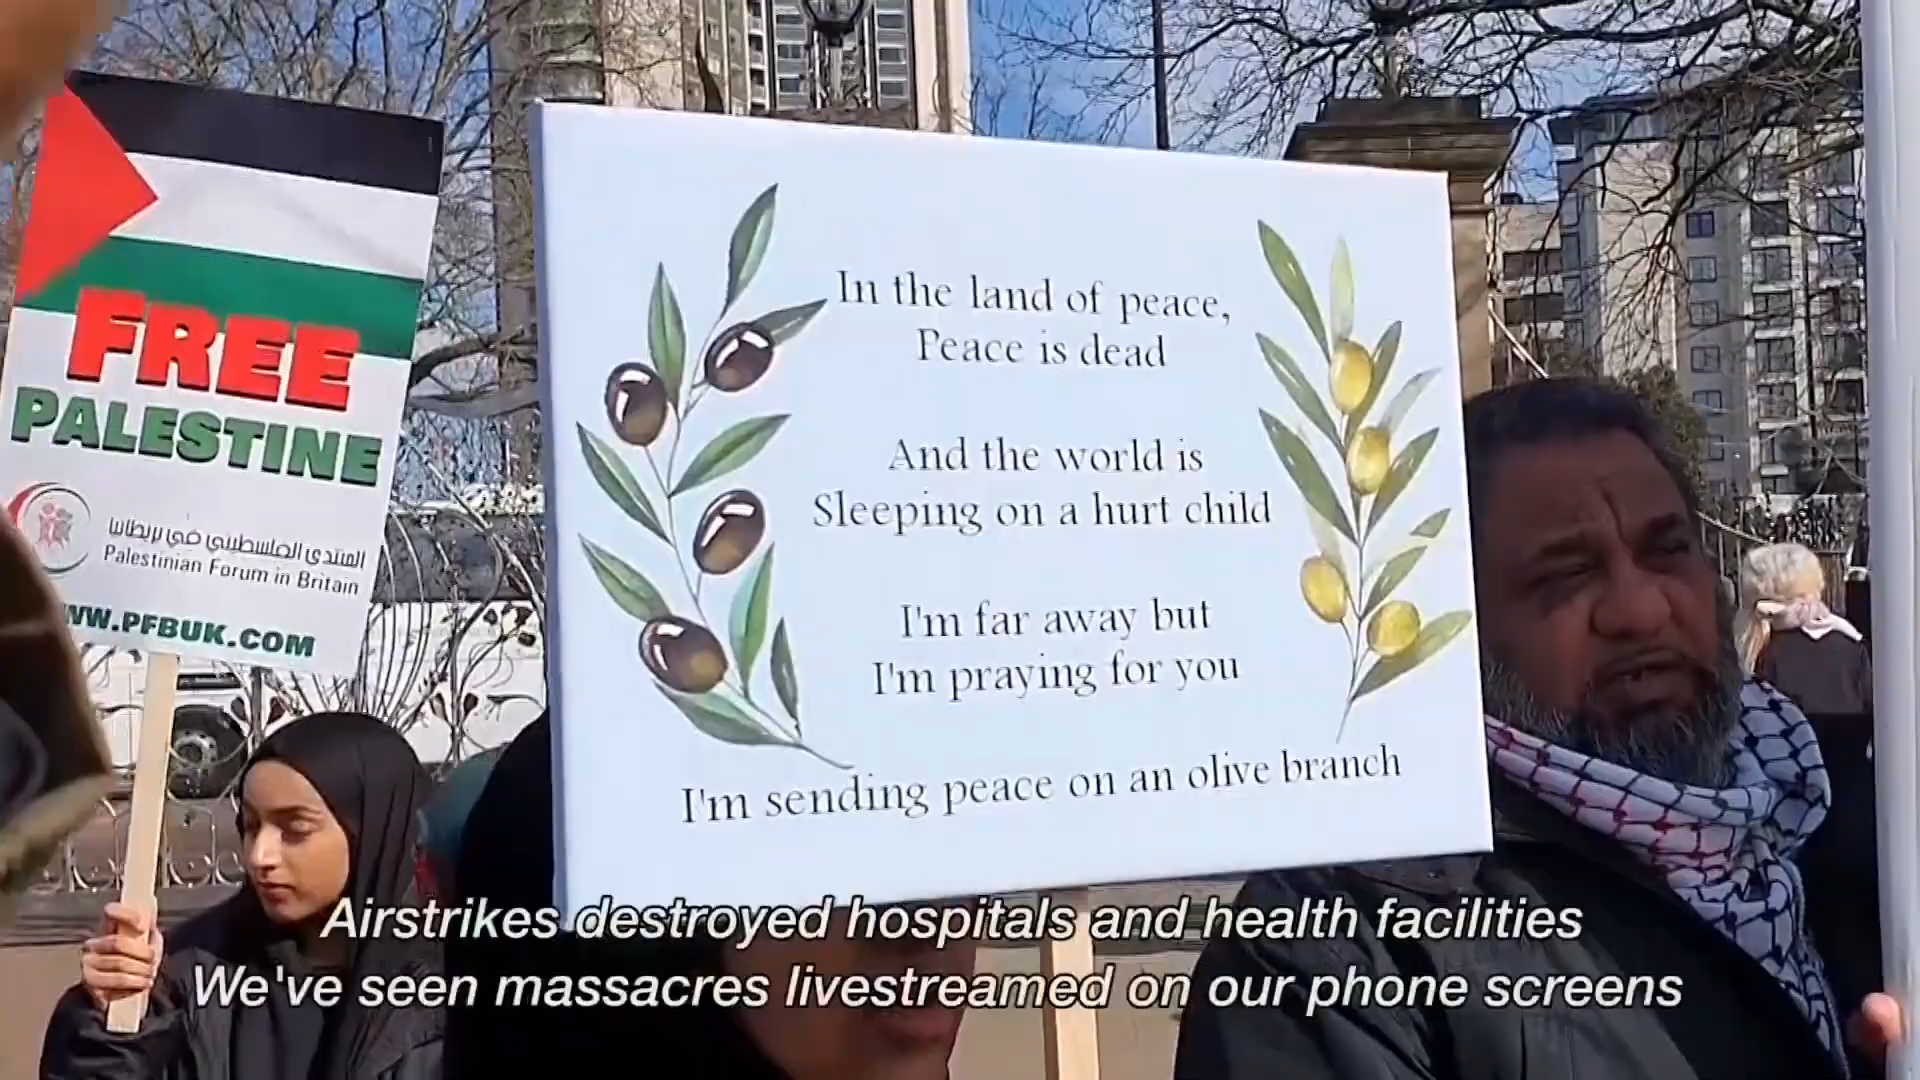 FREE
PALESTINE
المنتدى الفلسطيني في بريطانيا
Palestinian Forum in Britain
WW.PFBUK.COM
In the land of peace,
Peace is dead
And the world is
Sleeping on a hurt child
I'm far away but
I'm praying for you
I'm sending peace on an olive branch
Airstrikes destroyed hospitals and health facilities
We've seen massacres livestreamed on our phone screens